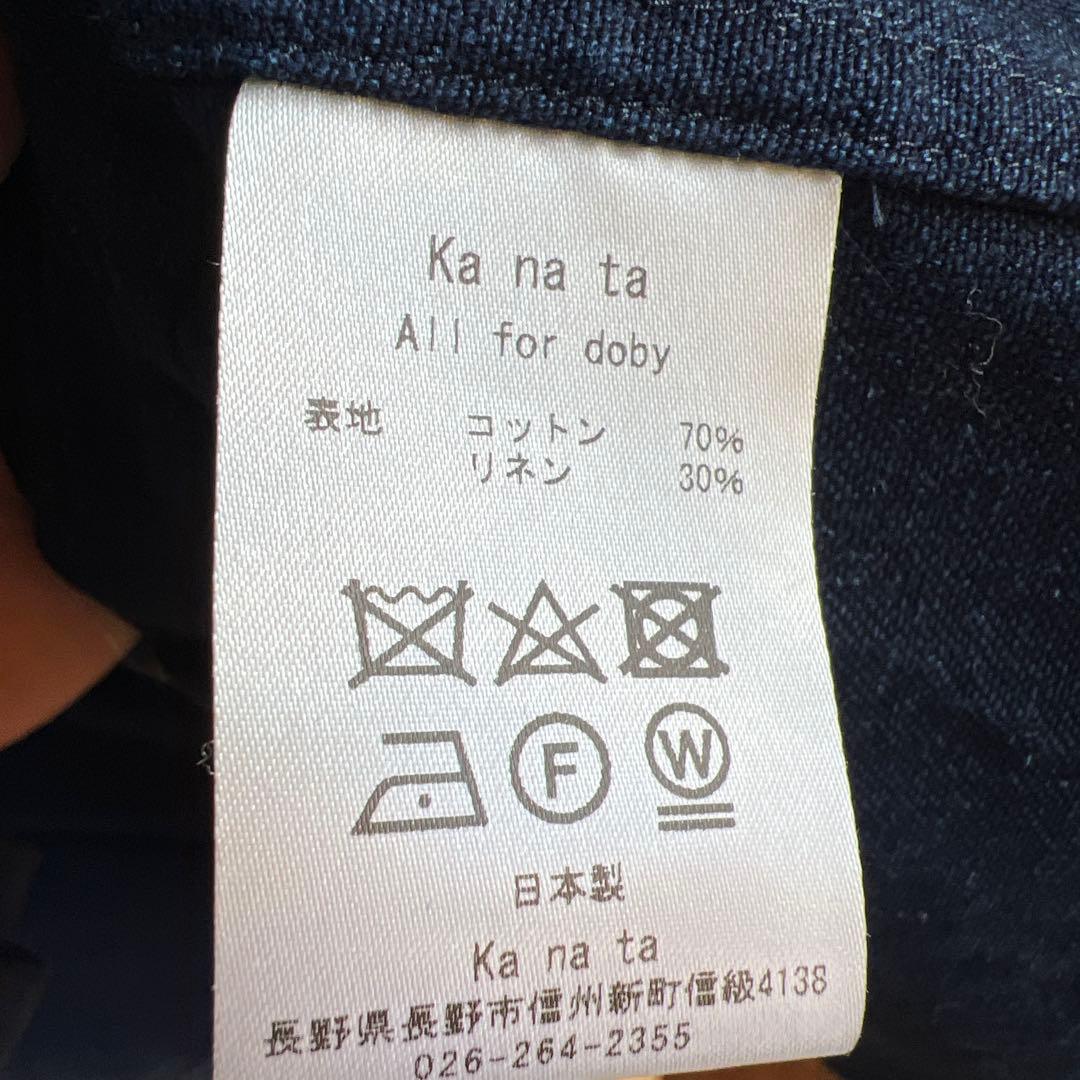 Ka na ta
All for doby
表地 コットン 70%
リネン 30%
F W
日本製
Ka na ta
長野県長野市信州新町信級4138
026-264-2355